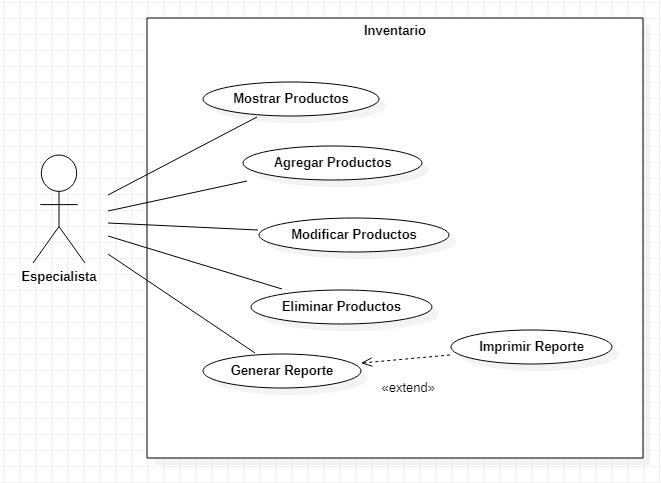 Inventario
Mostrar Productos
Agregar Productos
Modificar Productos
Especialista
Eliminar Productos
Imprimir Reporte
Generar Reporte
«extend»